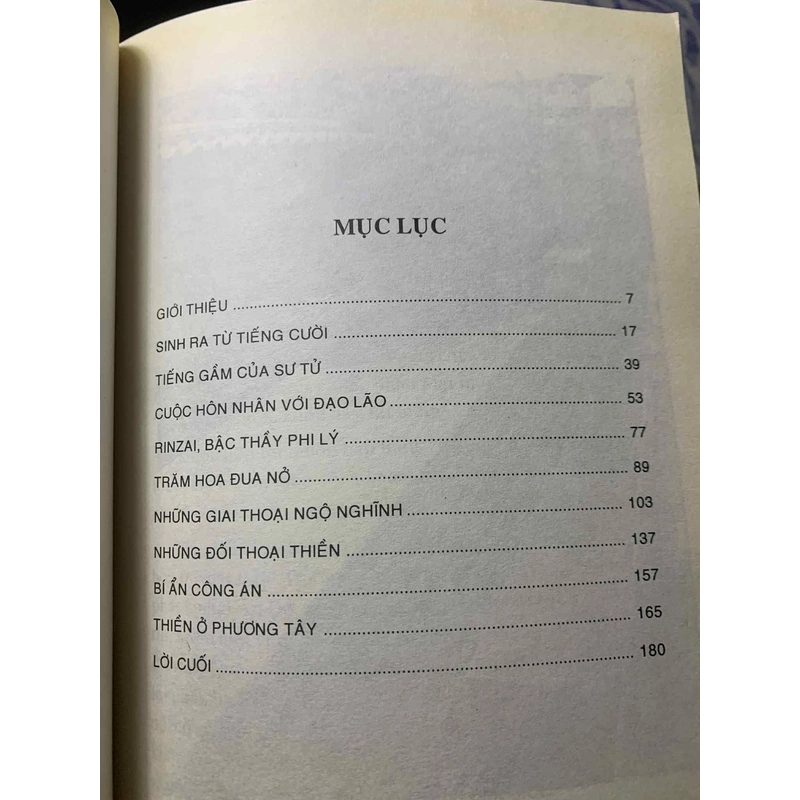 MỤC LỤC
GIỚI THIỆU ........ 7
SINH RA TỪ TIẾNG CƯỜI ........ 17
TIẾNG GẦM CỦA SƯ TỬ ........ 39
CUỘC HÔN NHÂN VỚI ĐẠO LÃO ........ 53
RINZAI, BẬC THẦY PHI LÝ ........ 77
TRĂM HOA ĐUA NỞ ........ 89
NHỮNG GIAI THOẠI NGỘ NGHĨNH ........ 103
NHỮNG ĐỐI THOẠI THIỀN ........ 137
BÍ ẨN CÔNG ÁN ........ 157
THIỀN Ở PHƯƠNG TÂY ........ 165
LỜI CUỐI ........ 180